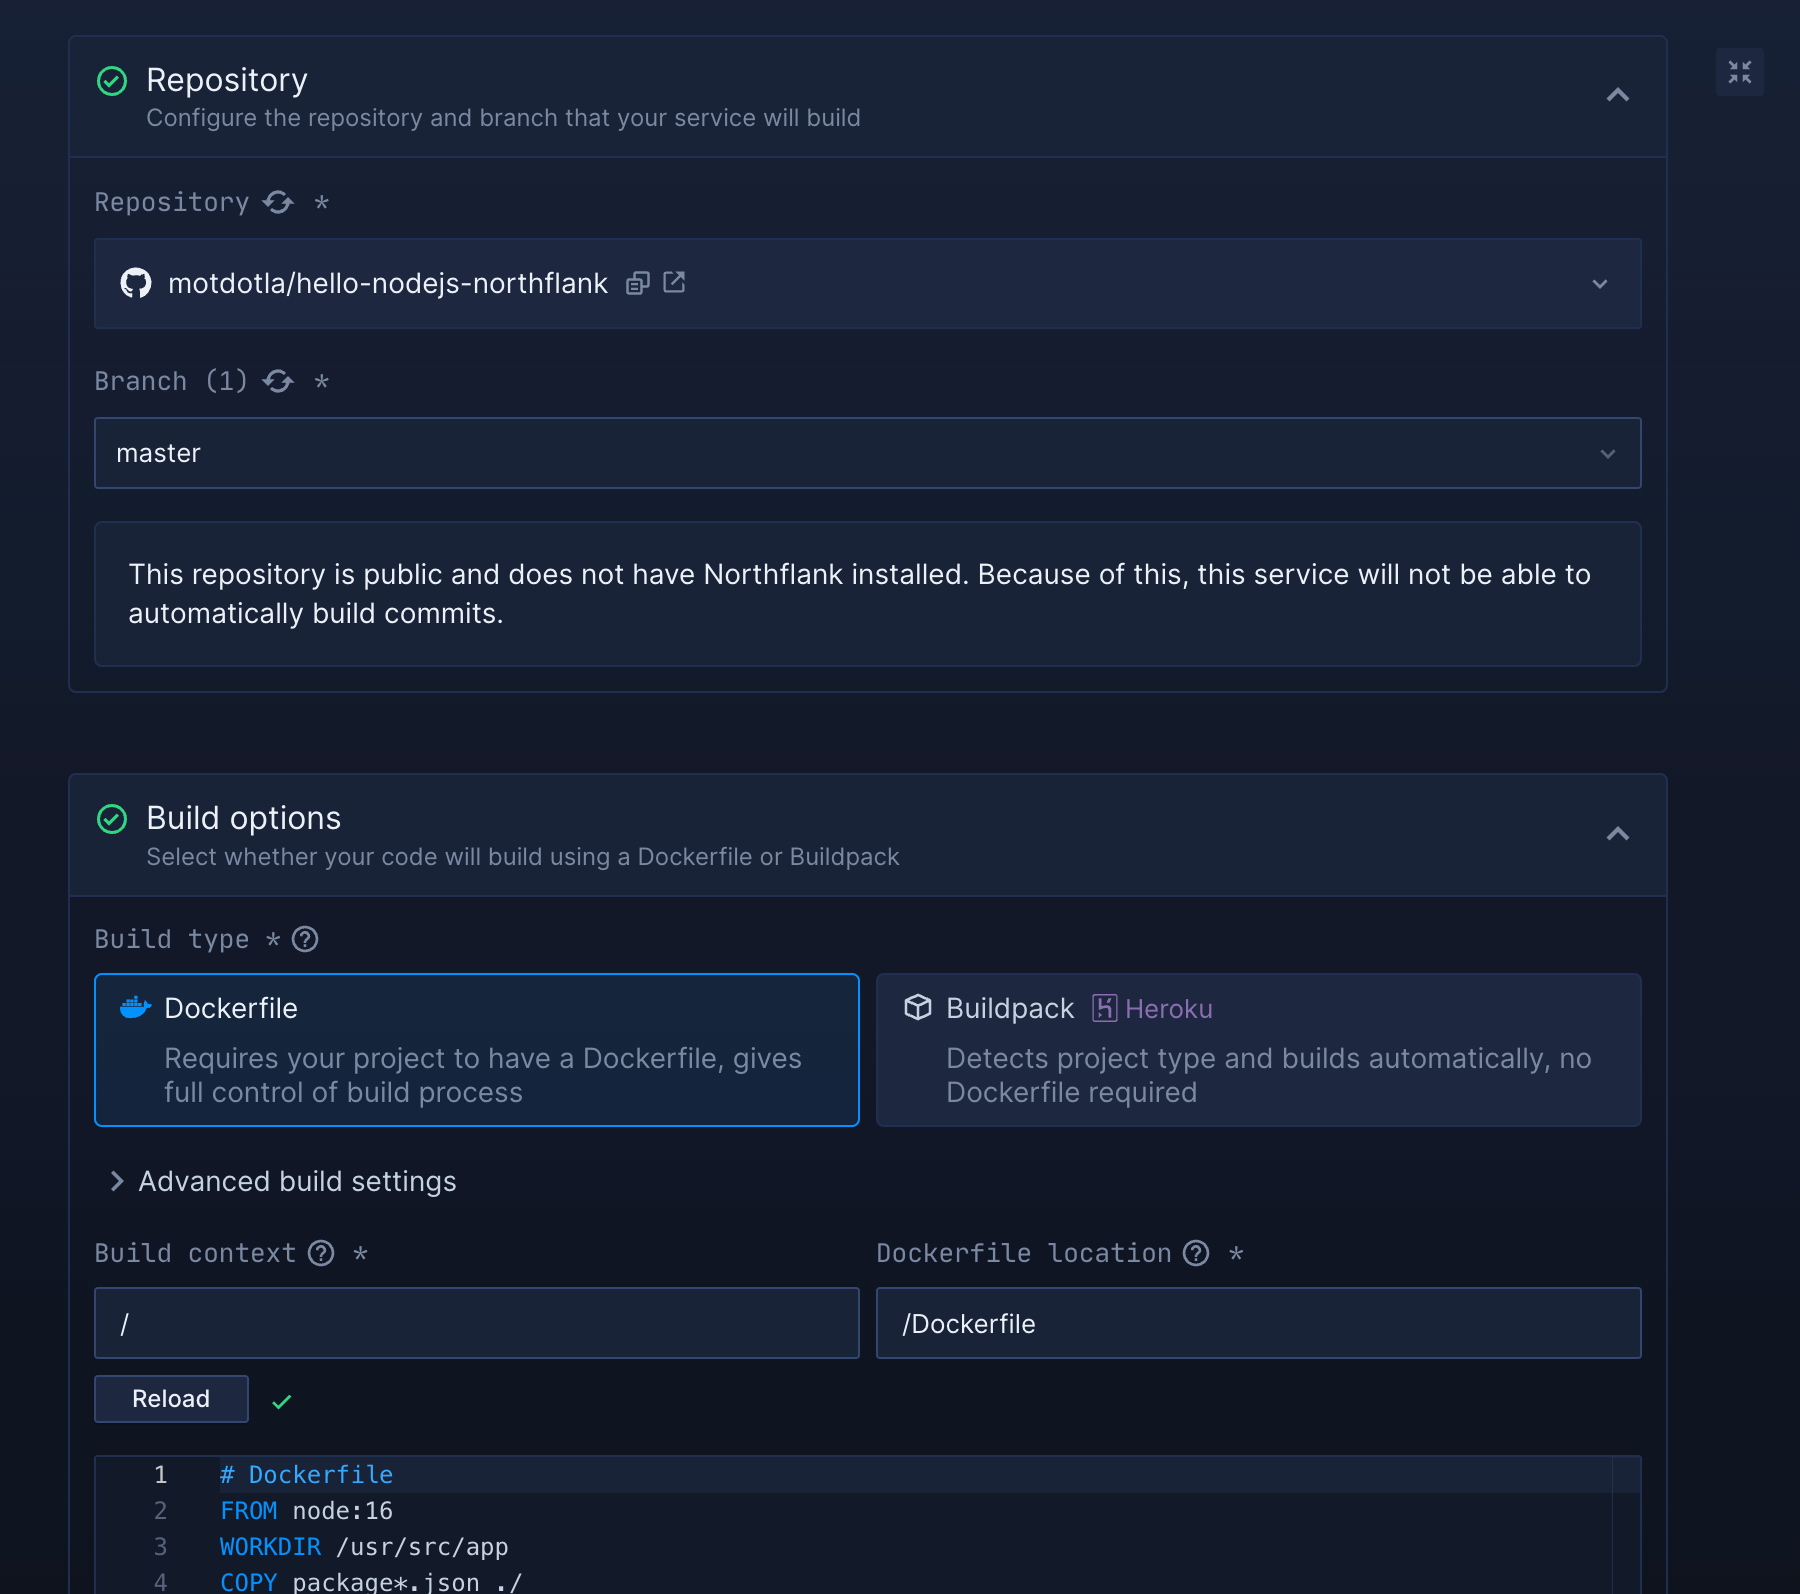 Repository
Configure the repository and branch that your service will build
Repository *
motdotla/hello-nodejs-northflank
Branch (1) *
master
This repository is public and does not have Northflank installed. Because of this, this service will not be able to
automatically build commits.
Build options
Select whether your code will build using a Dockerfile or Buildpack
Build type *
Dockerfile
Requires your project to have a Dockerfile, gives
full control of build process
Buildpack Heroku
Detects project type and builds automatically, no
Dockerfile required
Advanced build settings
Build context *
/
Dockerfile location *
/Dockerfile
Reload
1 # Dockerfile
2 FROM node:16
3 WORKDIR /usr/src/app
4 COPY package*.json ./